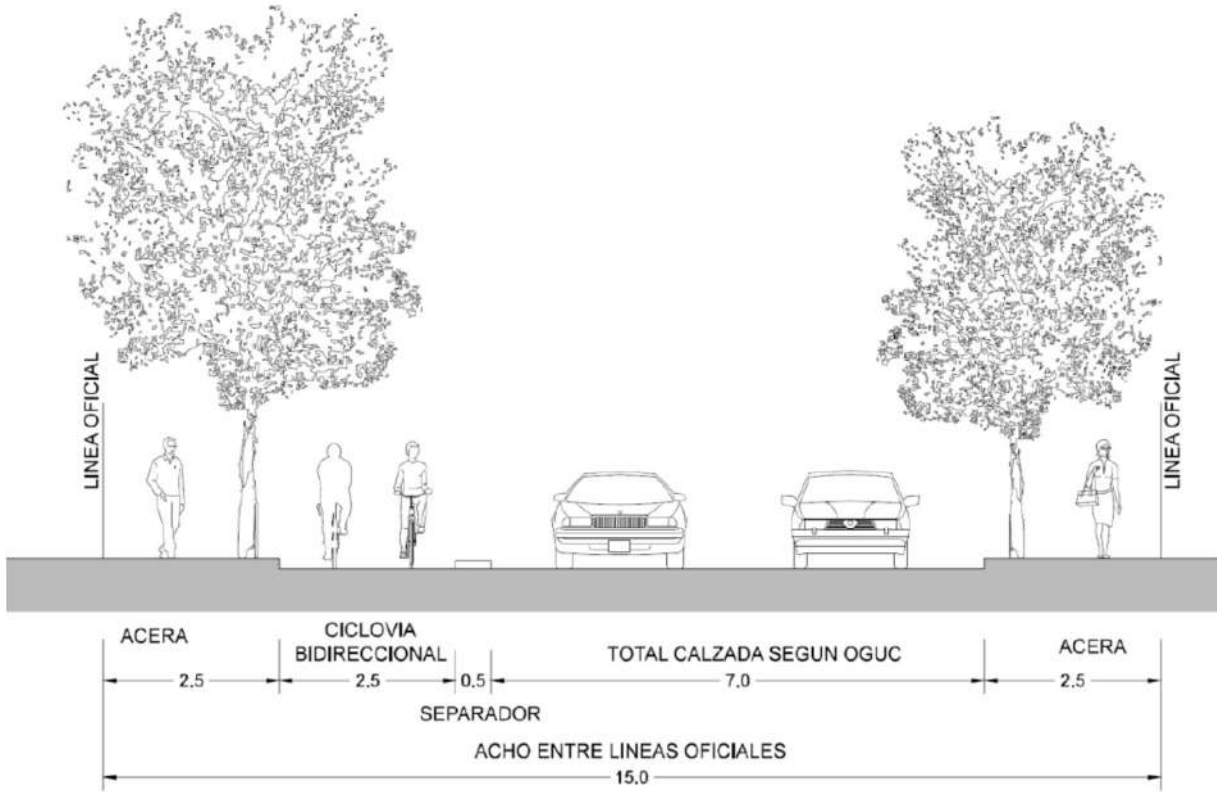 LINEA OFICIAL
LINEA OFICIAL
ACERA
CICLOVIA
BIDIRECCIONAL
TOTAL CALZADA SEGUN OGUC
ACERA
2.5
2.5
0.5
7.0
2.5
SEPARADOR
ACHO ENTRE LINEAS OFICIALES
15.0